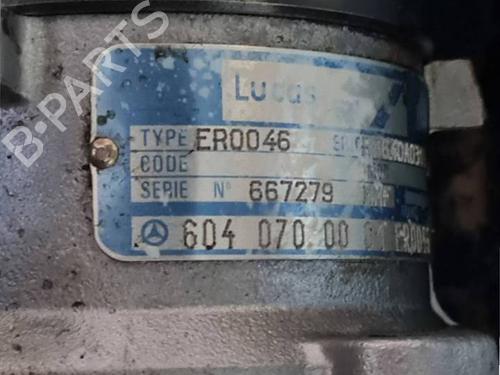 B-PARTS
Lucas
TYPE ER0046
CODE
SERIE N° 667279
604 070 00